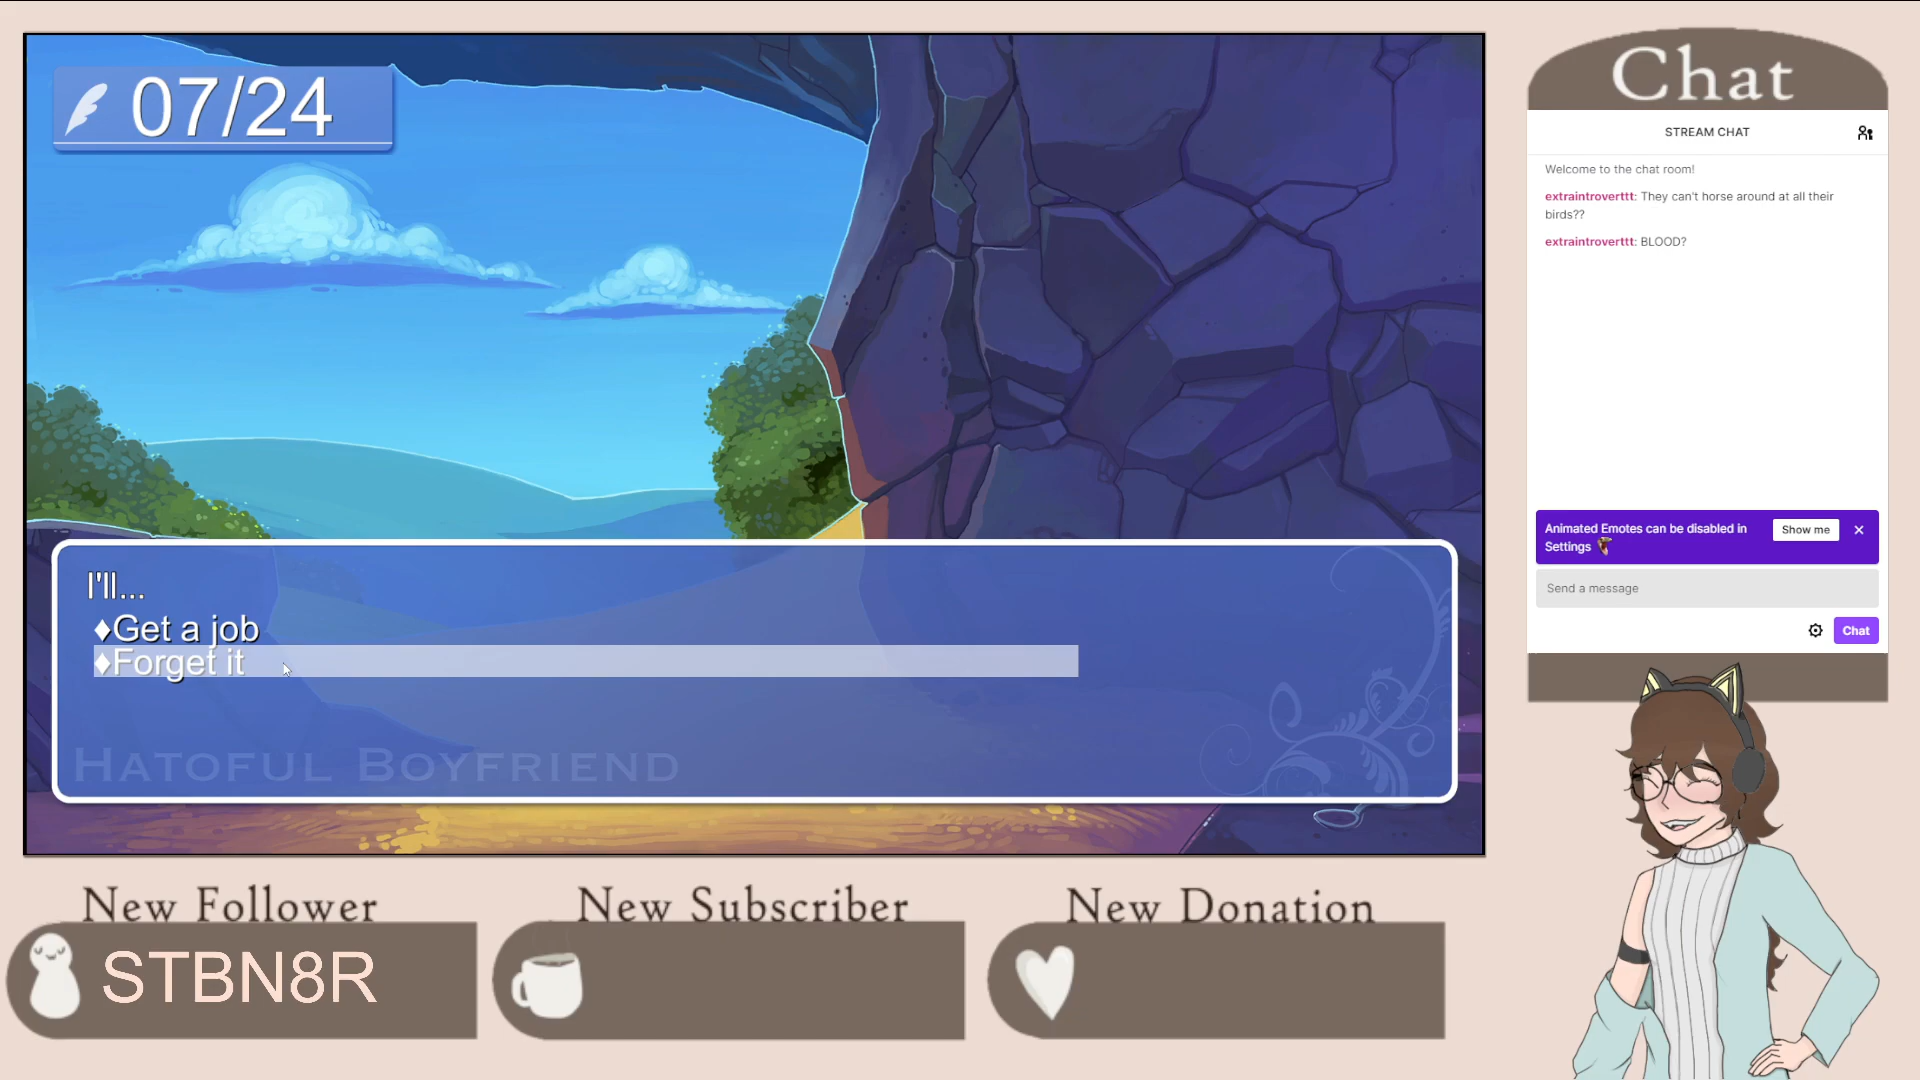 07/24
I'll...
♦Get a job
♦Forget it
HATOFUL BOYFRIEND
Chat
STREAM CHAT
Welcome to the chat room!
extraintroverttt: They can't horse around at all their
birds??
extraintroverttt: BLOOD?
Animated Emotes can be disabled in
Settings
Show me
Send a message
Chat
New Follower
STBN8R
New Subscriber
New Donation